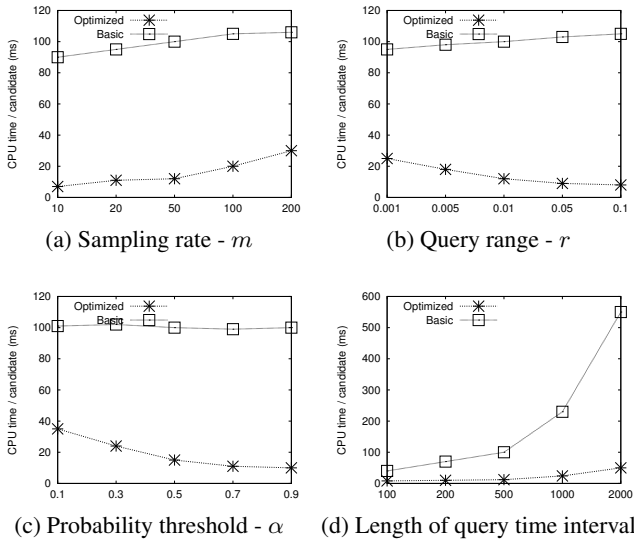 Optimized
Basic
CPU time / candidate (ms)
120
100
80
60
40
20
0
10 20 50 100 200
(a) Sampling rate - m
Optimized
Basic
CPU time / candidate (ms)
120
100
80
60
40
20
0
0.001 0.005 0.01 0.05 0.1
(b) Query range - r
Optimized
Basic
CPU time / candidate (ms)
120
100
80
60
40
20
0
0.1 0.3 0.5 0.7 0.9
(c) Probability threshold - α
Optimized
Basic
CPU time / candidate (ms)
600
500
400
300
200
100
0
100 200 500 1000 2000
(d) Length of query time interval